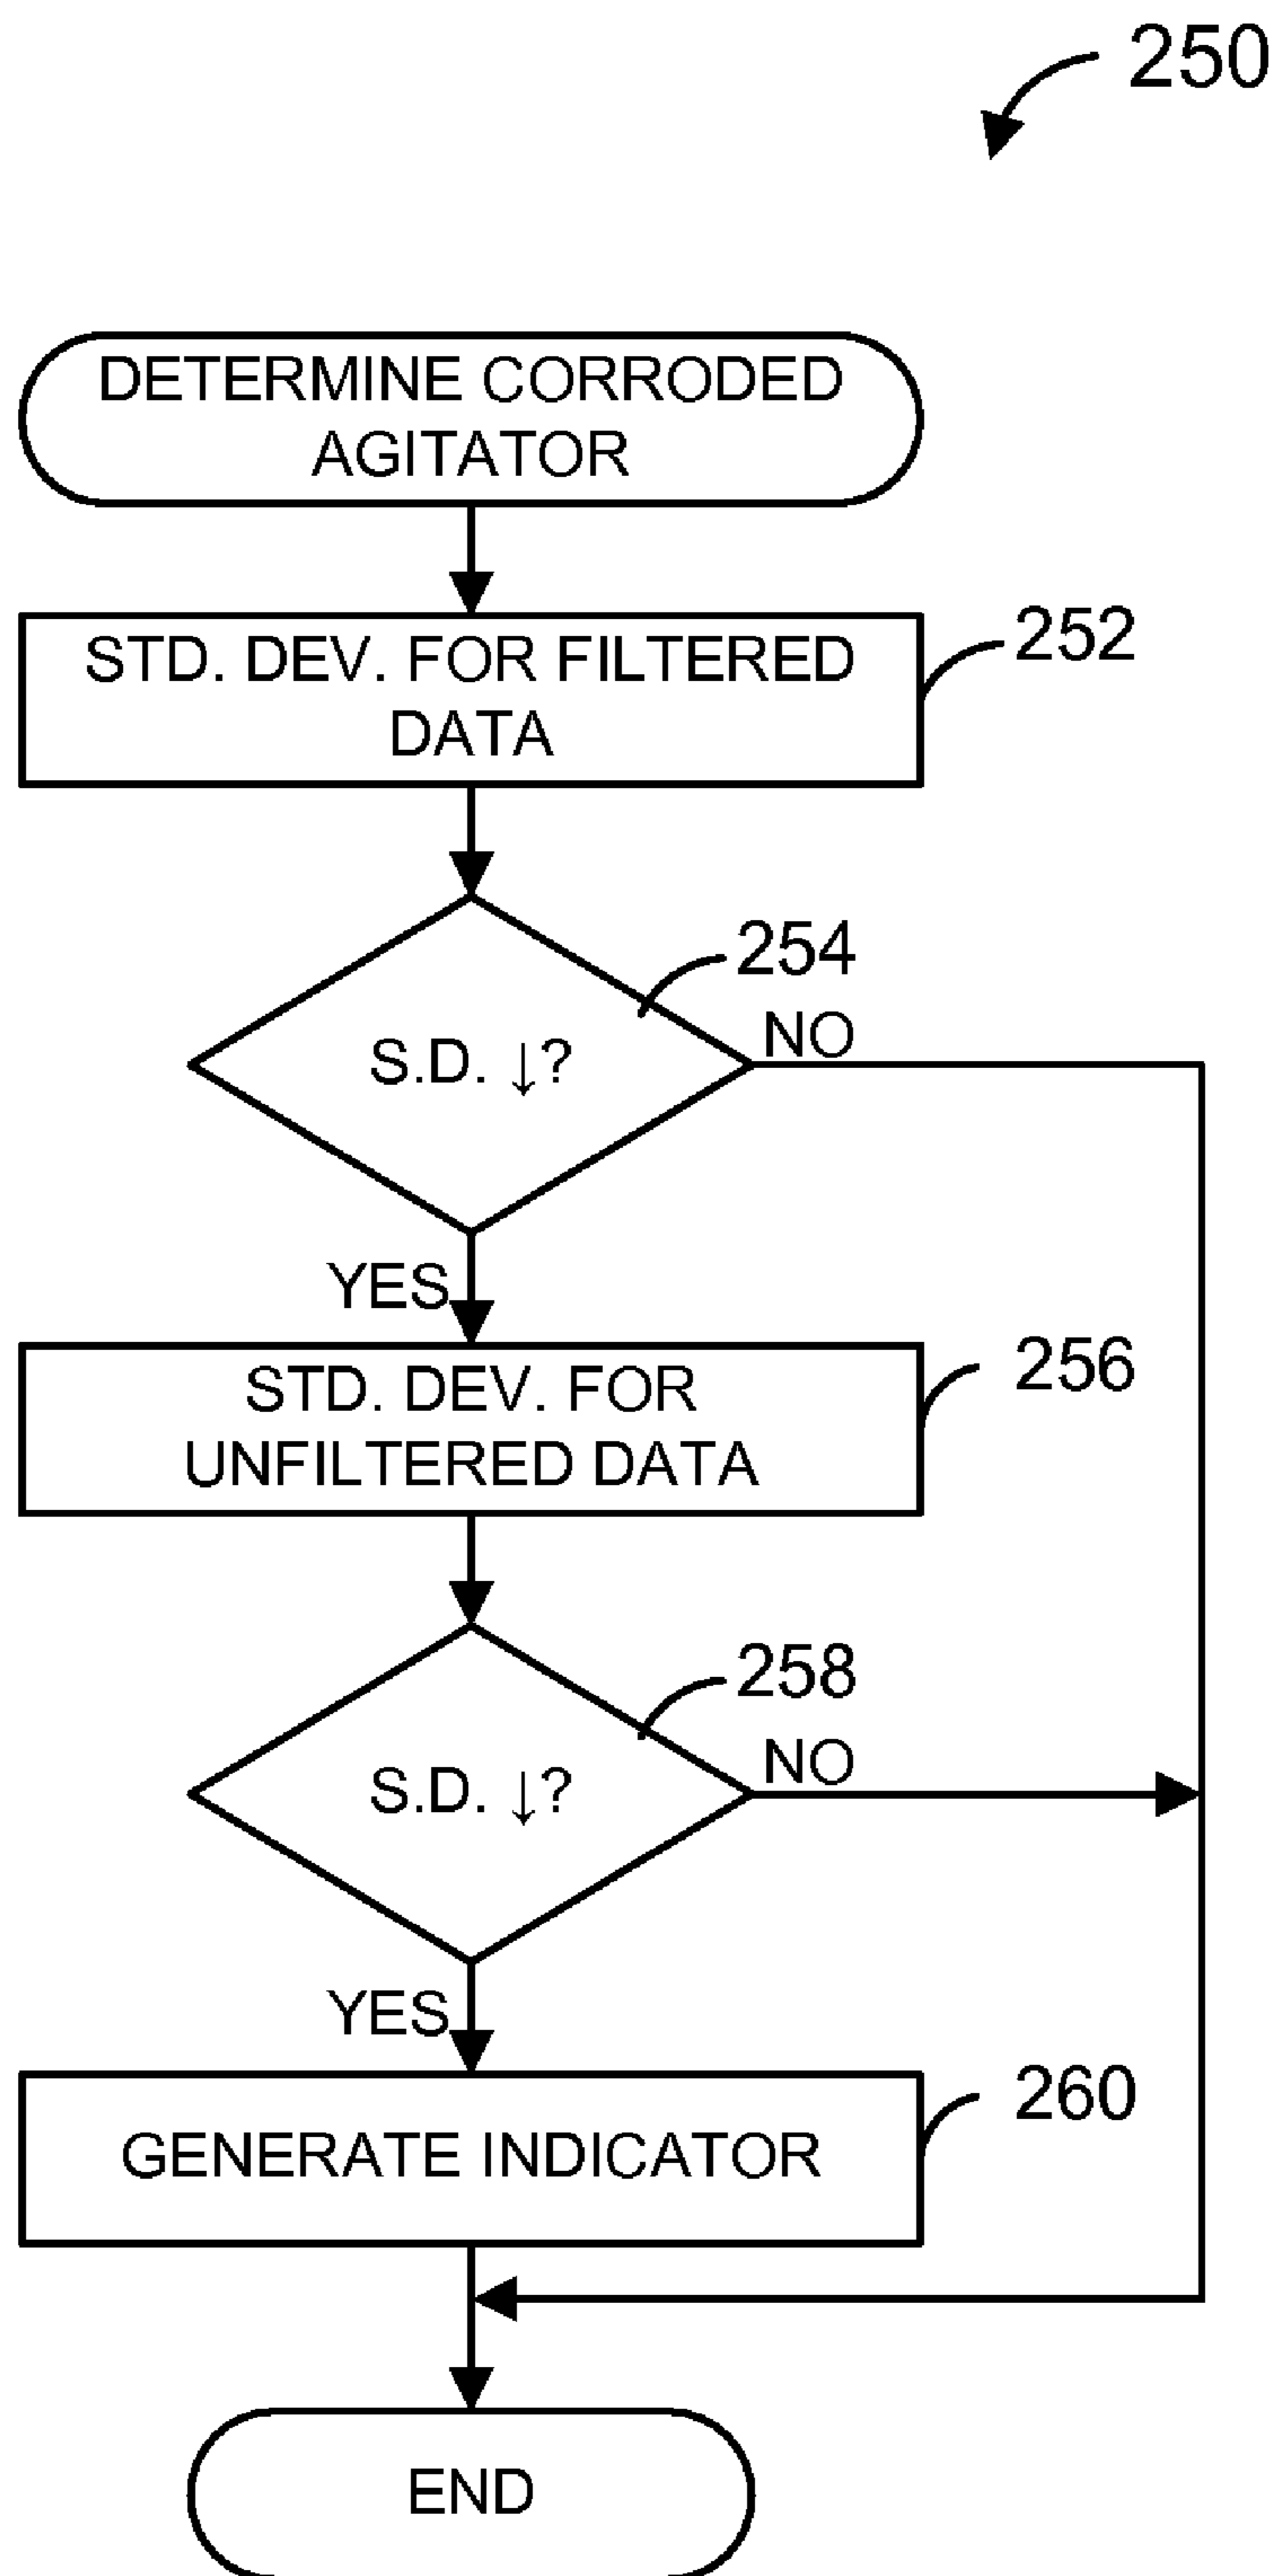 250
DETERMINE CORRODED
AGITATOR
STD. DEV. FOR FILTERED
DATA
252
254
S.D. ↓?
NO
YES
STD. DEV. FOR
UNFILTERED DATA
256
258
S.D. ↓?
NO
YES
GENERATE INDICATOR
260
END